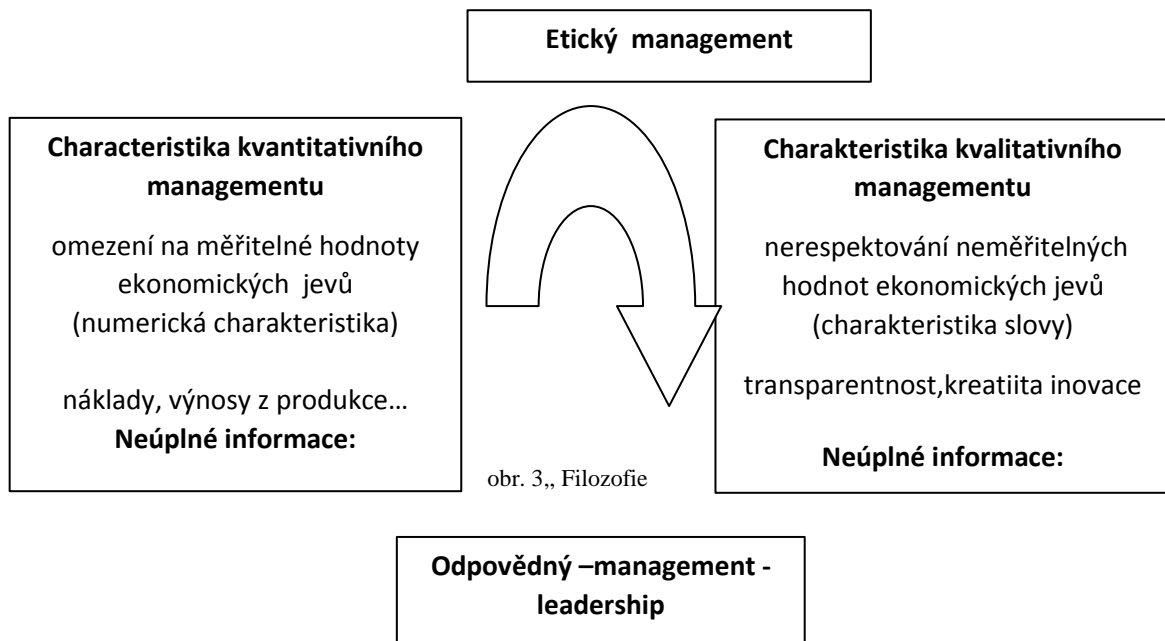 Etický  management
Characteristika kvantitativního
managementu
omezení na měřitelné hodnoty
ekonomických  jevů
(numerická charakteristika)
náklady, výnosy z produkce…
Neúplné informace:
Charakteristika kvalitativního
managementu
nerespektování neměřitelných
hodnot ekonomických jevů
(charakteristika slovy)
transparentnost,kreatiita inovace
Neúplné informace:
obr. 3,, Filozofie
Odpovědný –management -
leadership